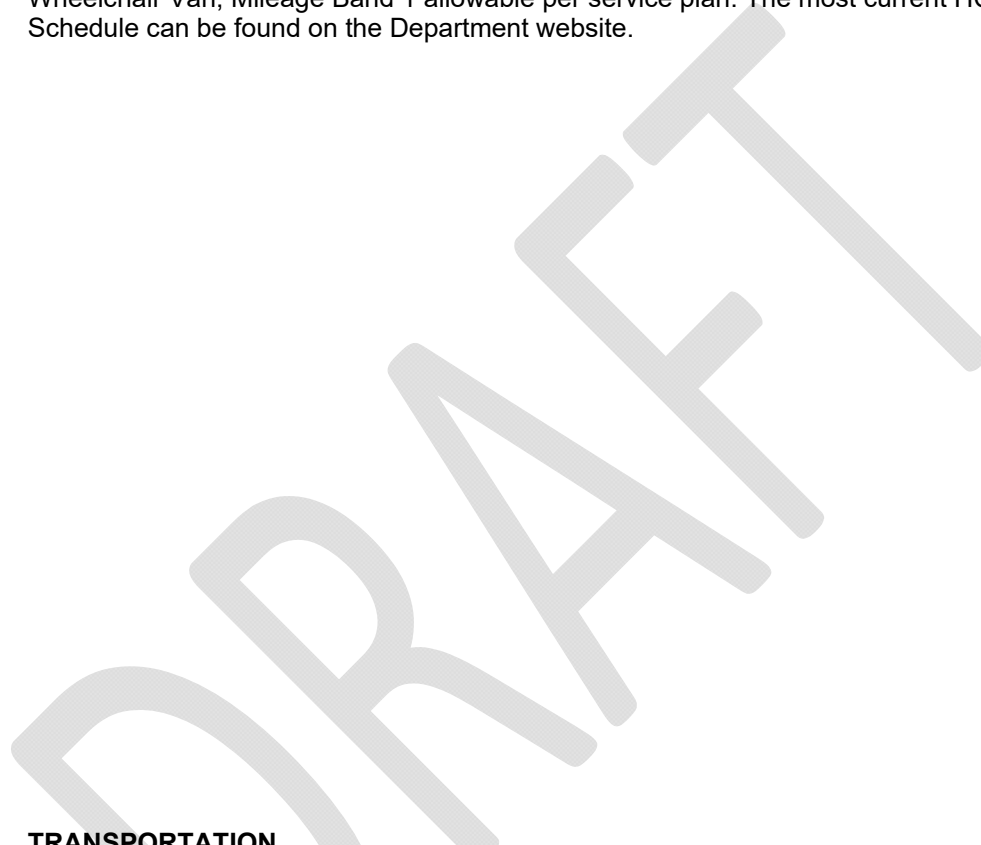 Wheelchair Van, Mileage Band 1 allowable per service plan. The most current
Schedule can be found on the Department website.
DRAFT
TRANSPORTATION